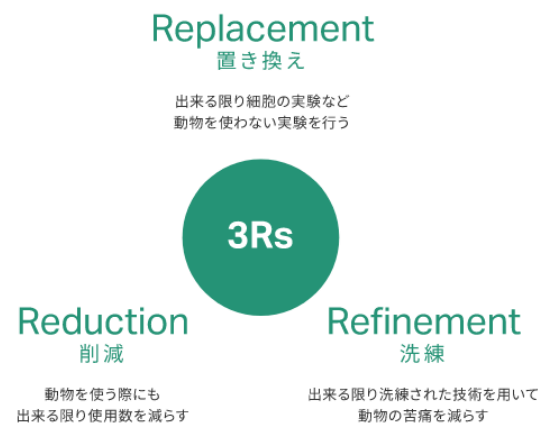 Replacement
置き換え
出来る限り細胞の実験など
動物を使わない実験を行う
3Rs
Reduction
削減
動物を使う際にも
出来る限り使用数を減らす
Refinement
洗練
出来る限り洗練された技術を用いて
動物の苦痛を減らす